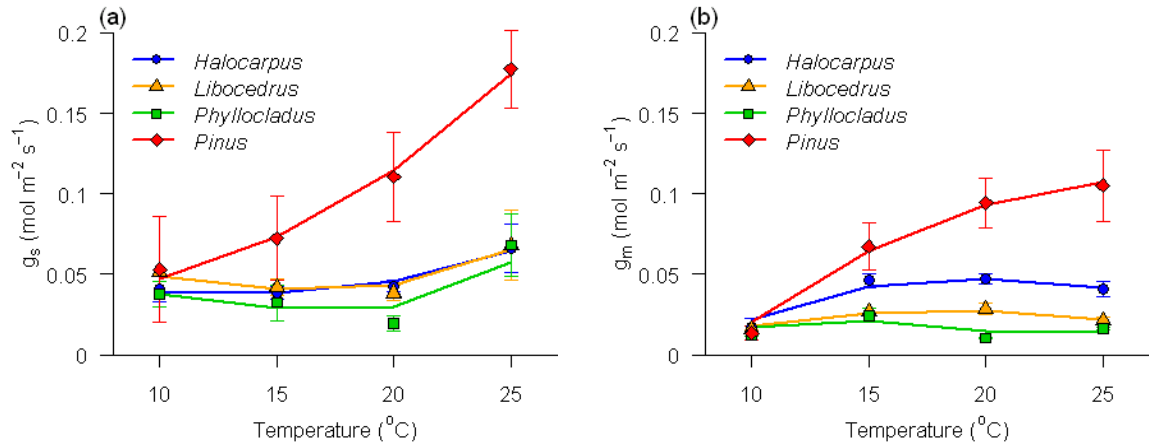 (a)
0.2
0.15
0.1
0.05
0
gₛ (mol m⁻² s⁻¹)
Halocarpus
Libocedrus
Phyllocladus
Pinus
10 15 20 25
Temperature (°C)
(b)
0.2
0.15
0.1
0.05
0
gₘ (mol m⁻² s⁻¹)
Halocarpus
Libocedrus
Phyllocladus
Pinus
10 15 20 25
Temperature (°C)